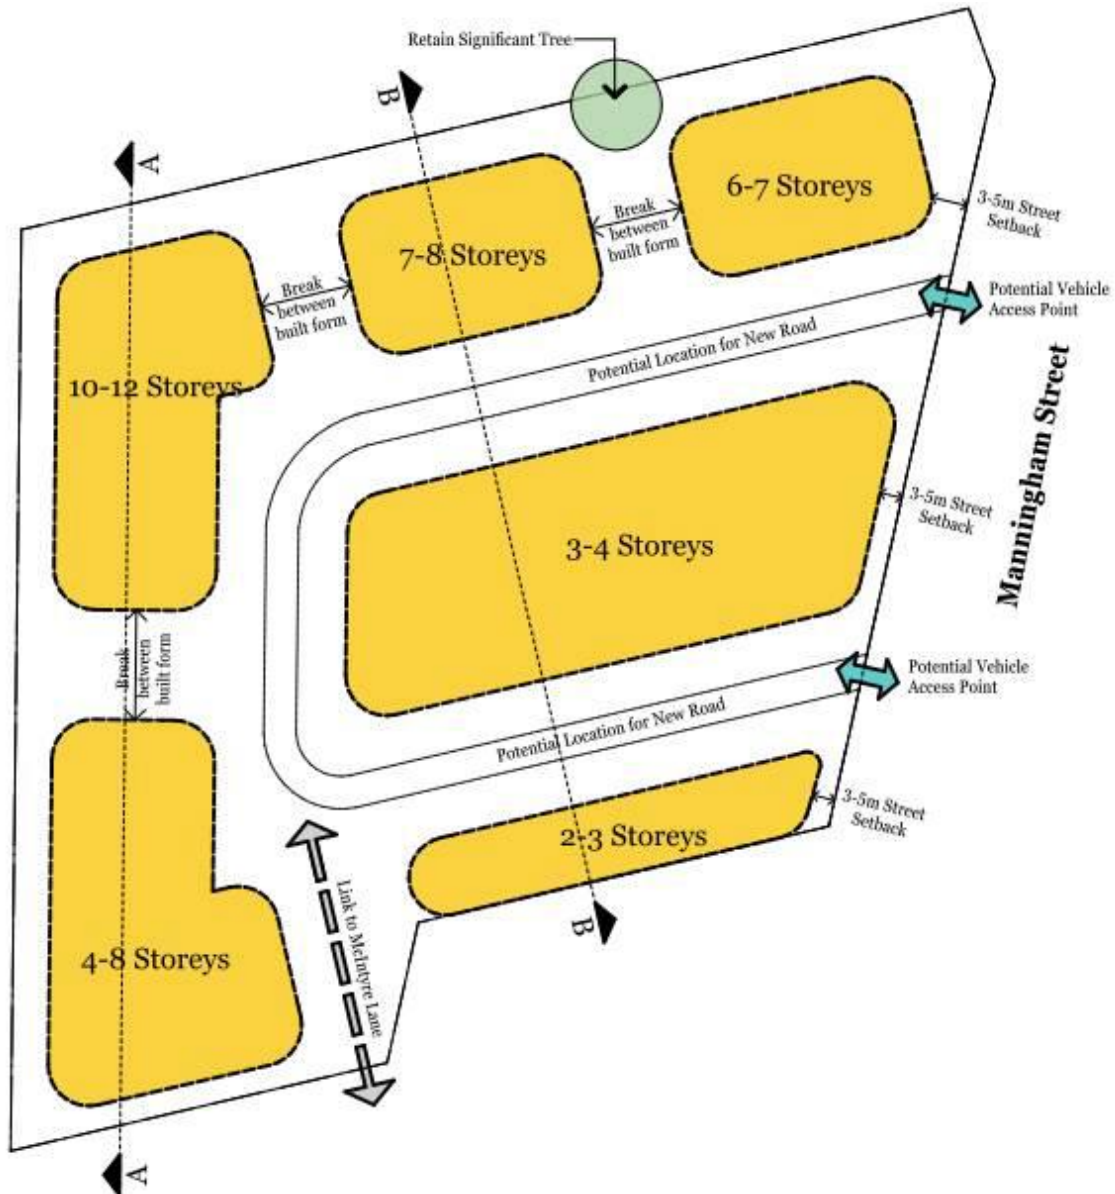 Retain Significant Tree
B
A
6-7 Storeys
3-5m Street
Setback
Break
between
built form
7-8 Storeys
Break
between
built form
Potential Vehicle
Access Point
Potential Location for New Road
10-12 Storeys
Manningham Street
3-4 Storeys
3-5m Street
Setback
Break
between
built form
Potential Vehicle
Access Point
Potential Location for New Road
3-5m Street
Setback
2-3 Storeys
Link to McIntyre Lane
B
4-8 Storeys
A